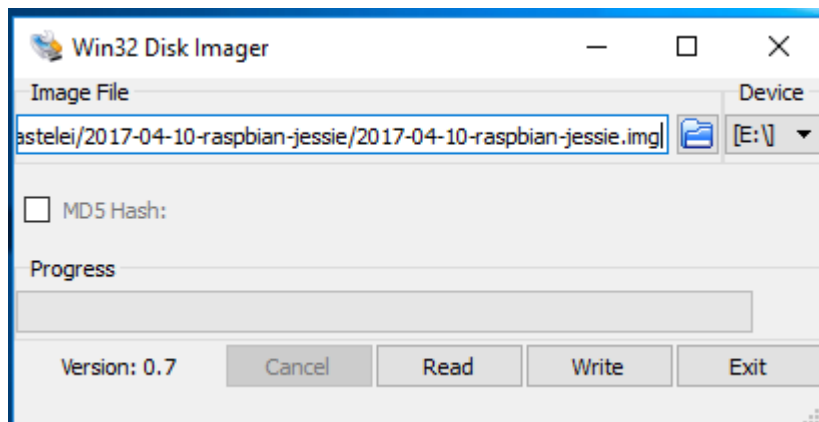 Win32 Disk Imager
Image File
Device
astelei/2017-04-10-raspbian-jessie/2017-04-10-raspbian-jessie.img
[E:\]
MD5 Hash:
Progress
Version: 0.7
Cancel
Read
Write
Exit